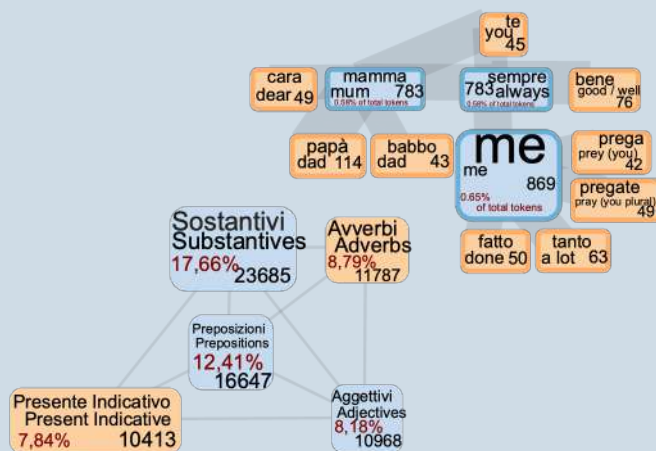 te
you
45
cara
dear 49
mamma
mum 783
0.58% of total tokens
sempre
783 always
0.58% of total tokens
bene
good / well
76
papà
dad 114
babbo
dad 43
me
me
869
0.65%
of total tokens
prega
prey (you)
42
pregate
pray (you plural)
49
fatto
done 50
tanto
a lot 63
Sostantivi
Substantives
17,66%
23685
Avverbi
Adverbs
8,79%
11787
Preposizioni
Prepositions
12,41%
16647
Presente Indicativo
Present Indicative
7,84% 10413
Aggettivi
Adjectives
8,18%
10968